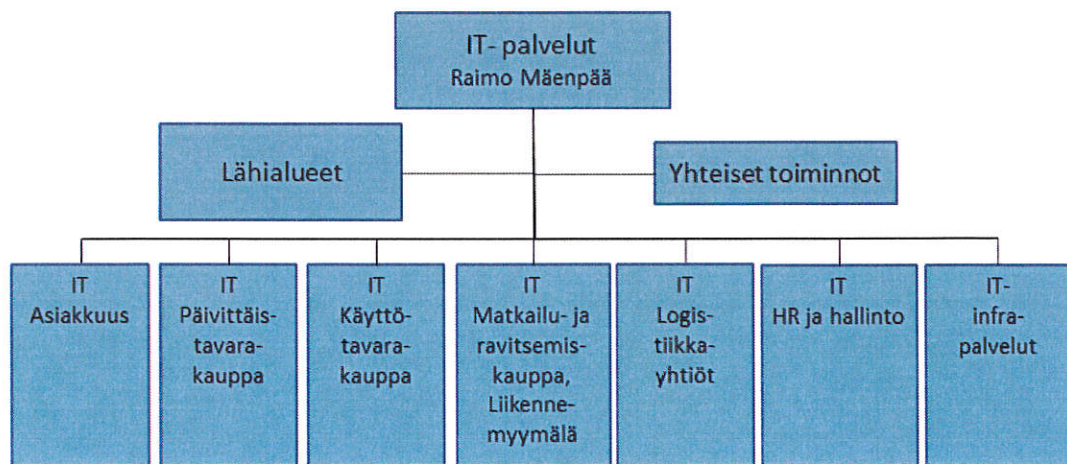 IT- palvelut
Raimo Mäenpää
Lähialueet
Yhteiset toiminnot
IT
Asiakkuus
IT
Päivittäis-
tavara-
kauppa
IT
Käyttö-
tavara-
kauppa
IT
Matkailu- ja
ravitsemis-
kauppa,
Liikenne-
myymälä
IT
Logis-
tiikka-
yhtiöt
IT
HR ja hallinto
IT-
infra-
palvelut